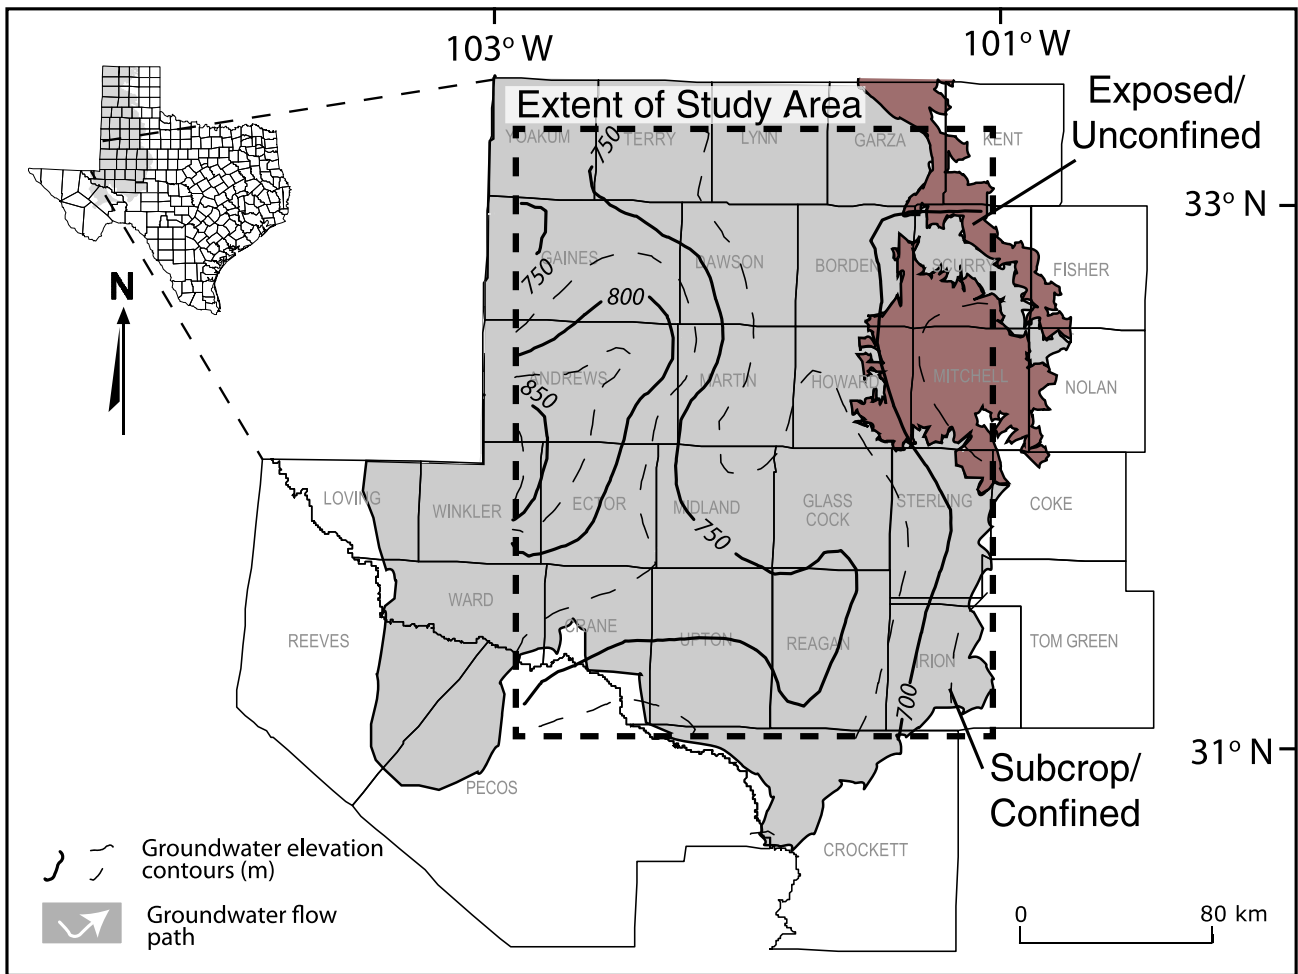 103° W
101° W
Extent of Study Area
Exposed/
Unconfined
YOAKUM
TERRY
LYNN
GARZA
KENT
750
33° N
N
GAINES
DAWSON
BORDEN
SCURRY
FISHER
750
800
ANDREWS
MARTIN
HOWARD
MITCHELL
NOLAN
850
LOVING
WINKLER
ECTOR
MIDLAND
GLASS
COCK
STERLING
COKE
750
WARD
CRANE
UPTON
REAGAN
IRION
TOM GREEN
REEVES
700
31° N
Subcrop/
Confined
PECOS
CROCKETT
Groundwater elevation
contours (m)
Groundwater flow
path
0 80 km